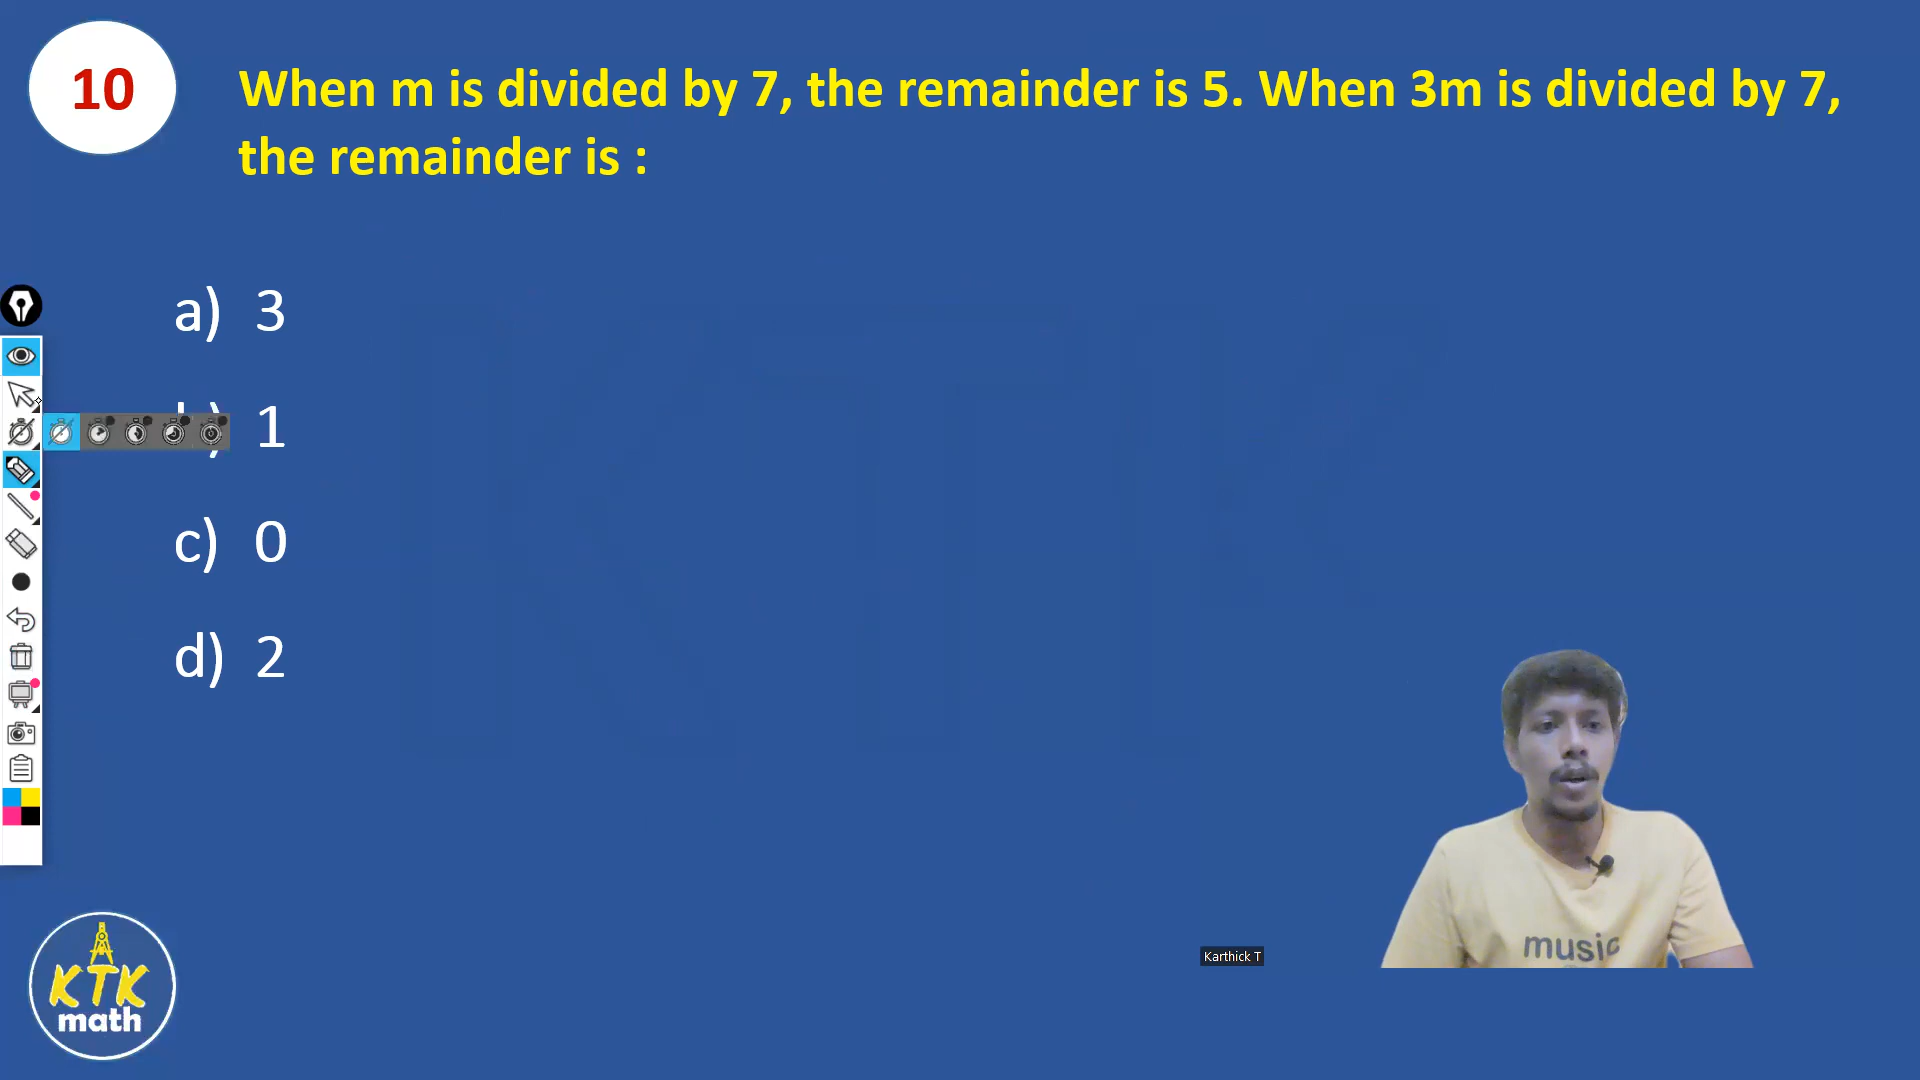 10
When m is divided by 7, the remainder is 5. When 3m is divided by 7,
the remainder is :
a) 3
1
c) 0
d) 2
music
Karthick T
KTK
math